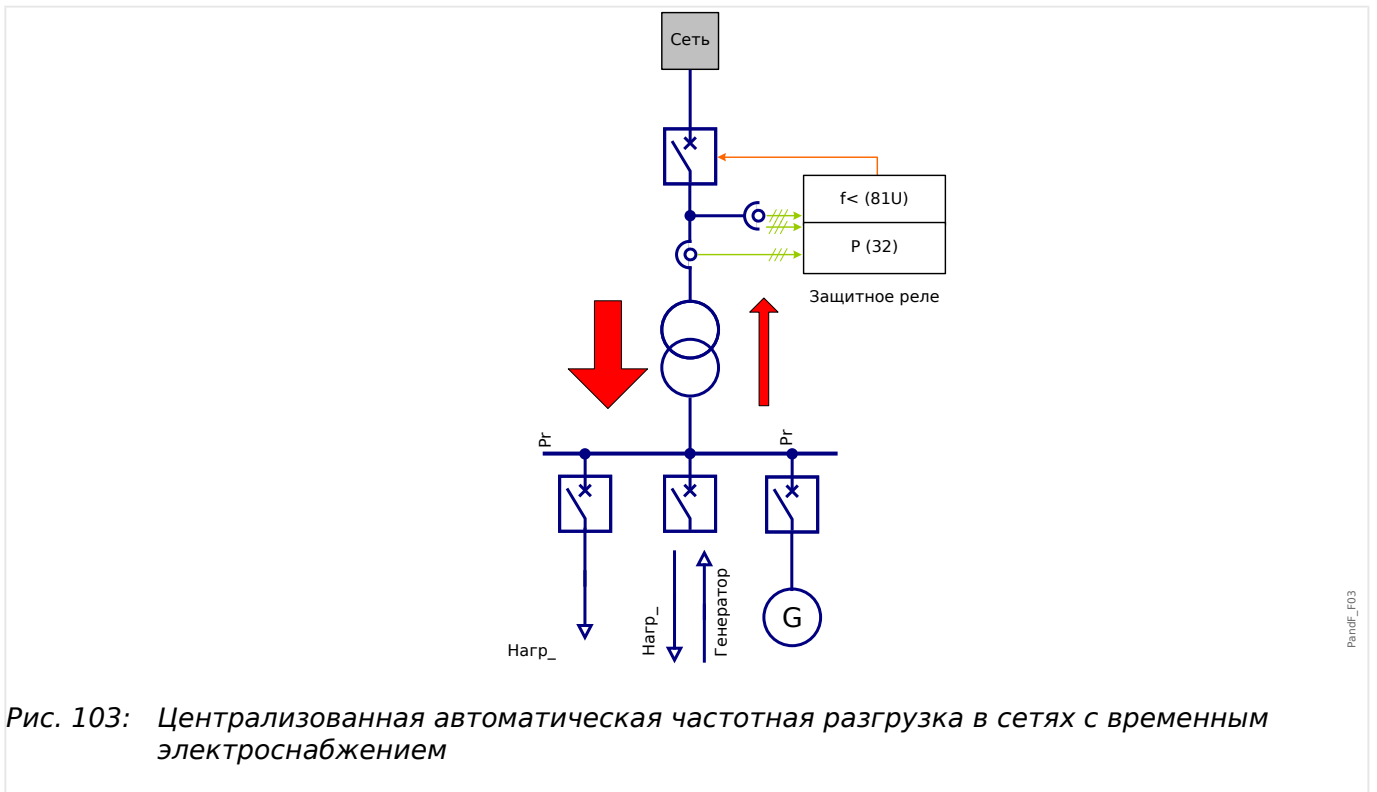 Сеть
f< (81U)
P (32)
Защитное реле
Pr
Pr
Нагр_
Нагр_
Генератор
G
PandF_F03
Рис. 103: Централизованная автоматическая частотная разгрузка в сетях с временным
электроснабжением